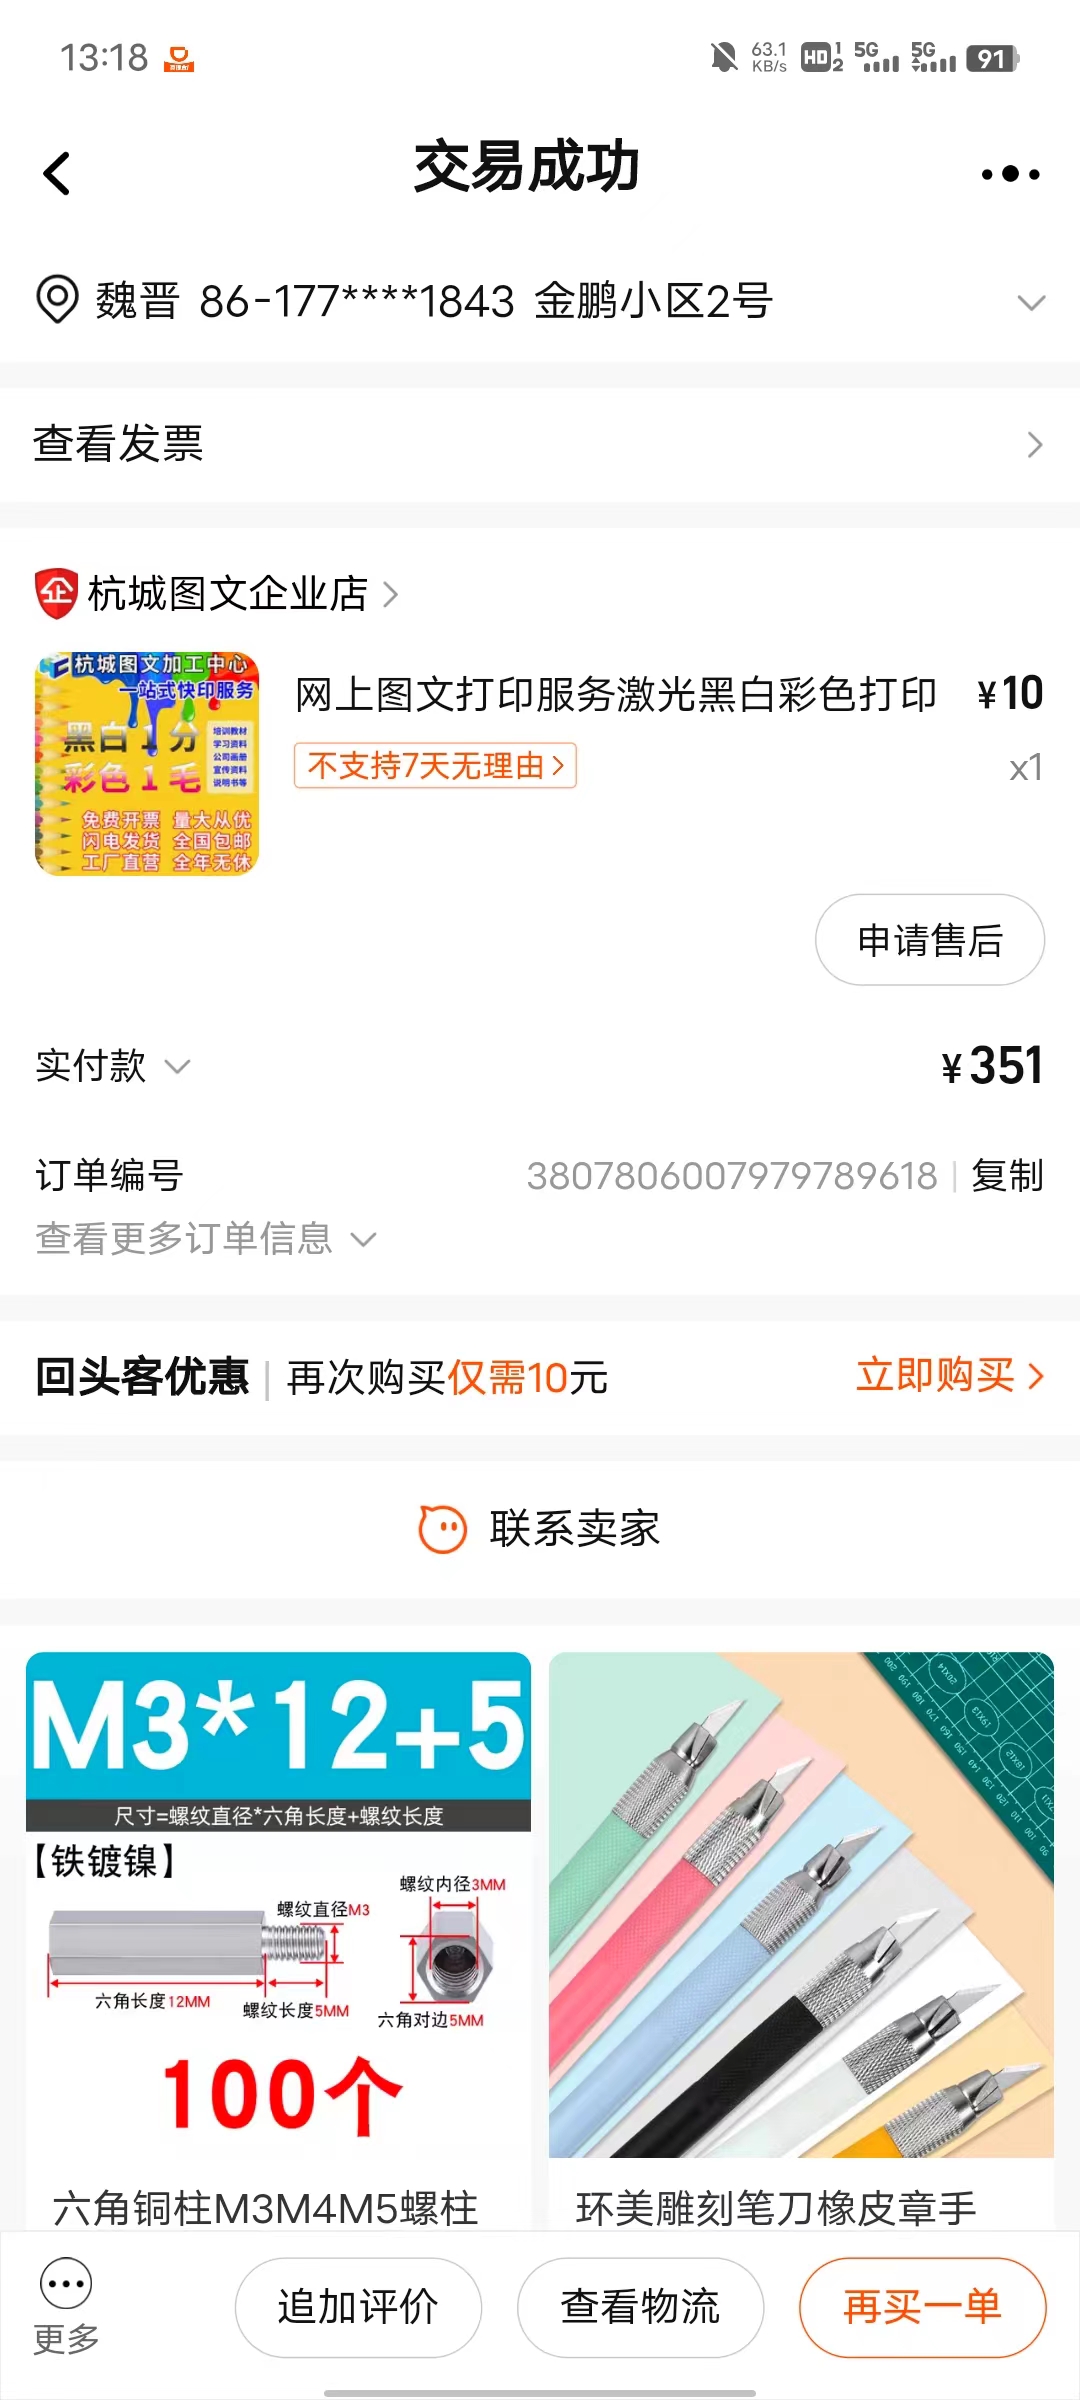 13:18
63.1 KB/s HD 1 2 5G 5G 91
交易成功
魏晋 86-177****1843 金鹏小区2号
查看发票
企 杭城图文企业店
杭城图文加工中心
一站式快印服务
黑白1分
彩色1毛
培训教材
学习资料
公司画册
宣传资料
说明书等
免费开票 量大从优
闪电发货 全国包邮
工厂直营 全年无休
网上图文打印服务激光黑白彩色打印 ¥10
不支持7天无理由
x1
申请售后
实付款 ¥351
订单编号 3807806007979789618 复制
查看更多订单信息
回头客优惠 再次购买仅需10元 立即购买
联系卖家
M3*12+5
尺寸=螺纹直径*六角长度+螺纹长度
【铁镀镍】
螺纹内径3MM
螺纹直径M3
六角长度12MM
螺纹长度5MM
六角对边5MM
100个
六角铜柱M3M4M5螺柱
环美雕刻笔刀橡皮章手
更多
追加评价
查看物流
再买一单